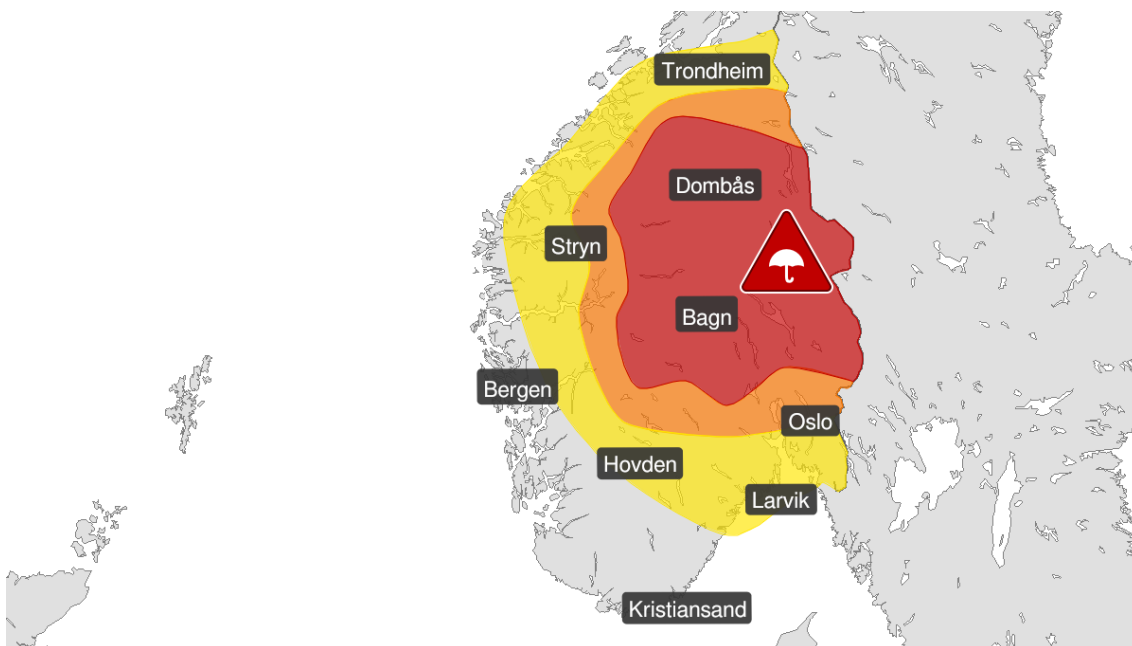 Trondheim
Dombås
Stryn
Bagn
Bergen
Oslo
Hovden
Larvik
Kristiansand